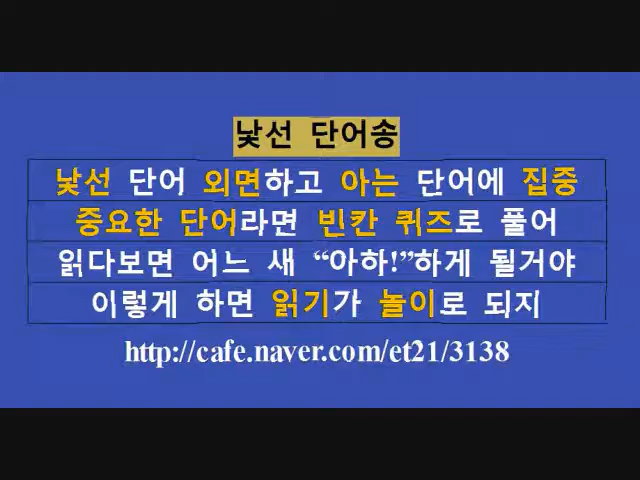 낯선 단어송
낯선 단어 외면하고 아는 단어에 집중
중요한 단어라면 빈칸 퀴즈로 풀어
읽다보면 어느 새 “아하!”하게 될거야
이렇게 하면 읽기가 놀이로 되지
http://cafe.naver.com/et21/3138